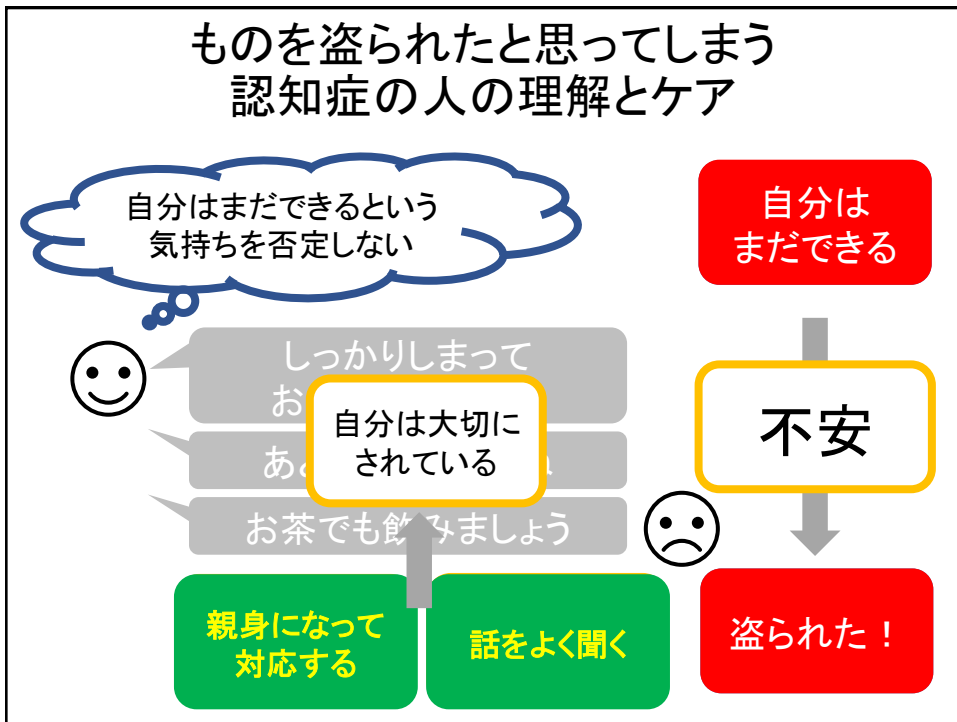 ものを盗られたと思ってしまう
認知症の人の理解とケア
自分はまだできるという
気持ちを否定しない
自分は
まだできる
しっかりしまって
お
自分は大切に
されている
あ
ね
不安
お茶でも飲みましょう
親身になって
対応する
話をよく聞く
盗られた！